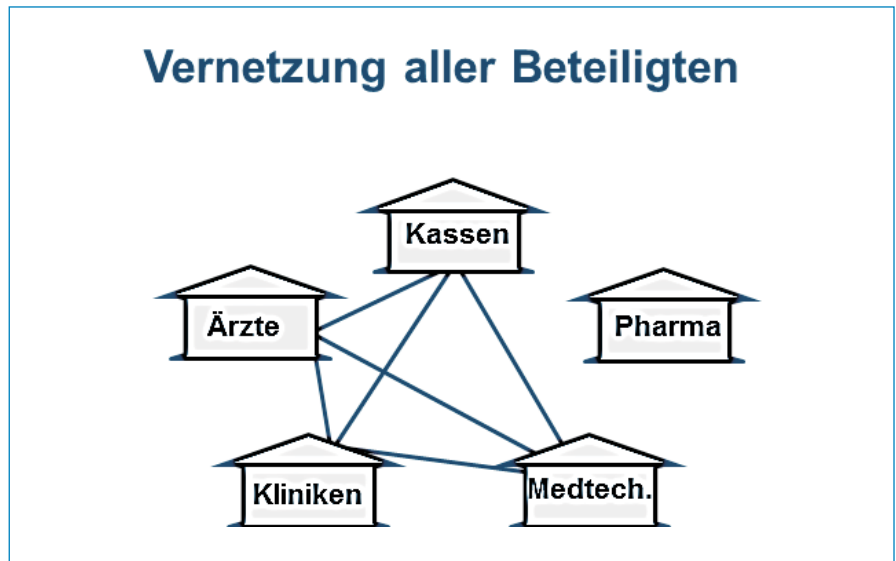 Vernetzung aller Beteiligten
Kassen
Ärzte
Pharma
Kliniken
Medtech.